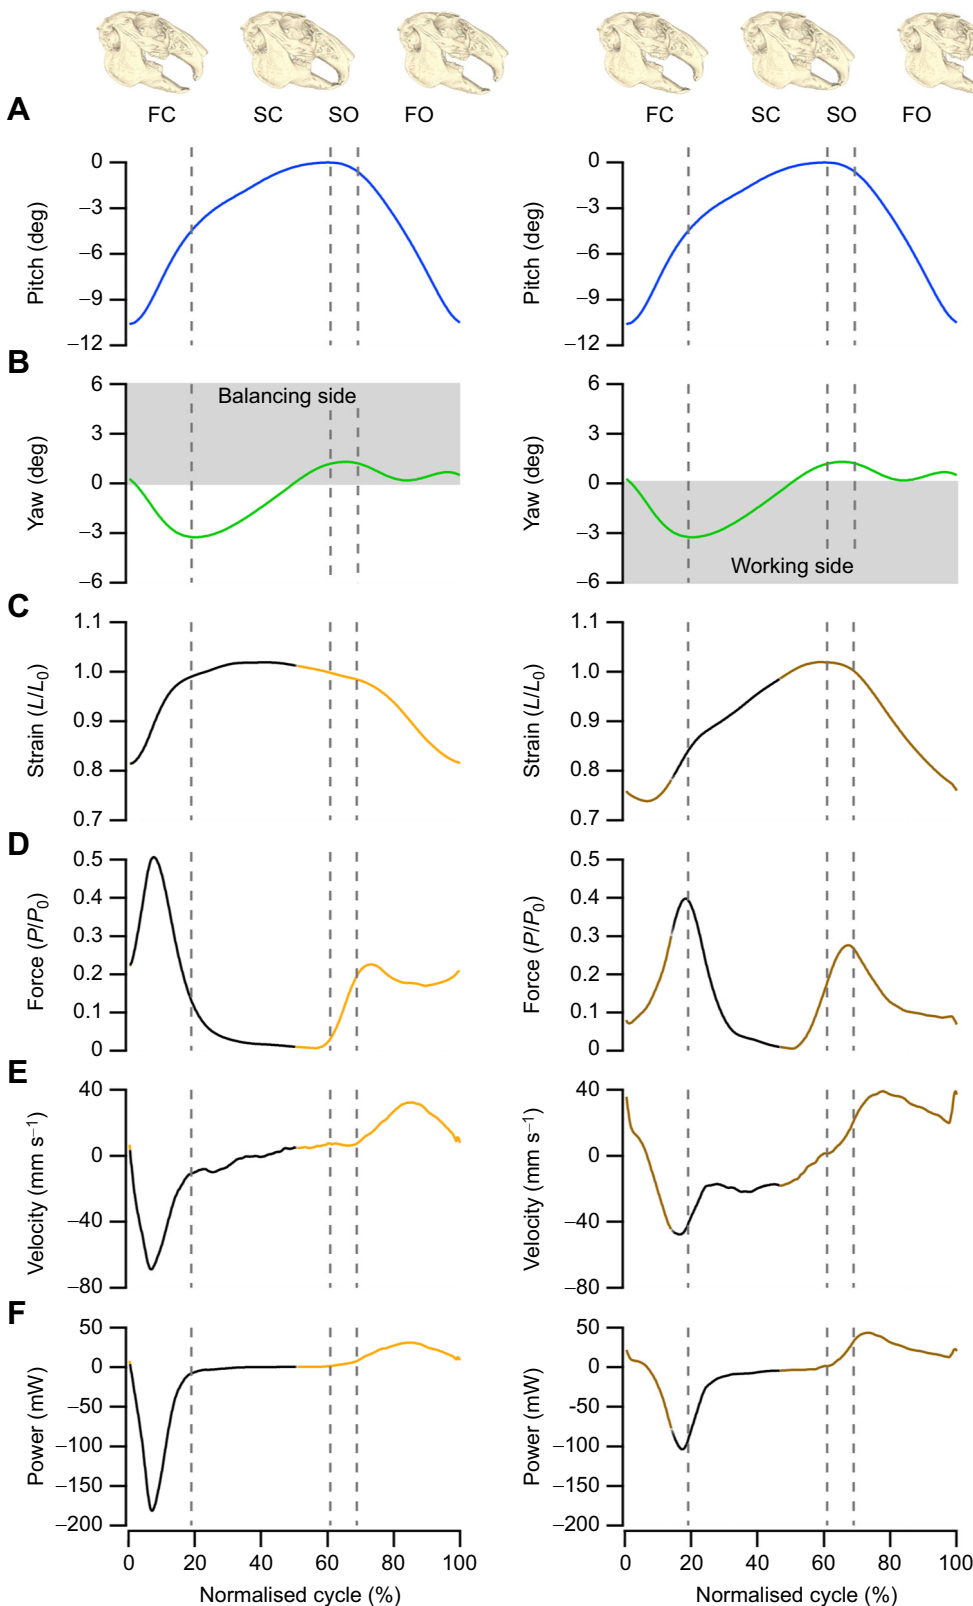 A
FC SC SO FO FC SC SO FO
Pitch (deg)
0
–3
–6
–9
–12
Pitch (deg)
0
–3
–6
–9
–12
B
Yaw (deg)
6
3
0
–3
–6
Balancing side
Yaw (deg)
6
3
0
–3
–6
Working side
C
Strain (L/L0)
1.1
1.0
0.9
0.8
0.7
Strain (L/L0)
1.1
1.0
0.9
0.8
0.7
D
Force (P/P0)
0.5
0.4
0.3
0.2
0.1
0
Force (P/P0)
0.5
0.4
0.3
0.2
0.1
0
E
Velocity (mm s–1)
40
0
–40
–80
Velocity (mm s–1)
40
0
–40
–80
F
Power (mW)
50
0
–50
–100
–150
–200
Power (mW)
50
0
-50
–100
–150
–200
0 20 40 60 80 100
0 20 40 60 80 100
Normalised cycle (%)
Normalised cycle (%)